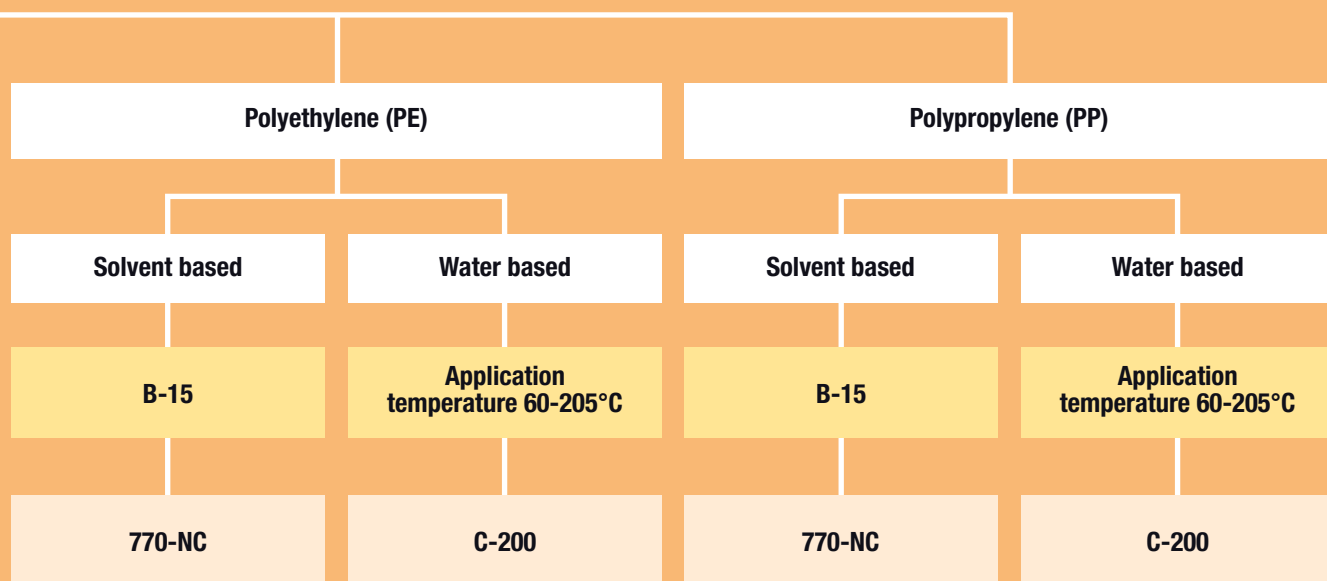 Polyethylene (PE)
Polypropylene (PP)
Solvent based
Water based
Solvent based
Water based
B-15
Application
temperature 60-205°C
B-15
Application
temperature 60-205°C
770-NC
C-200
770-NC
C-200